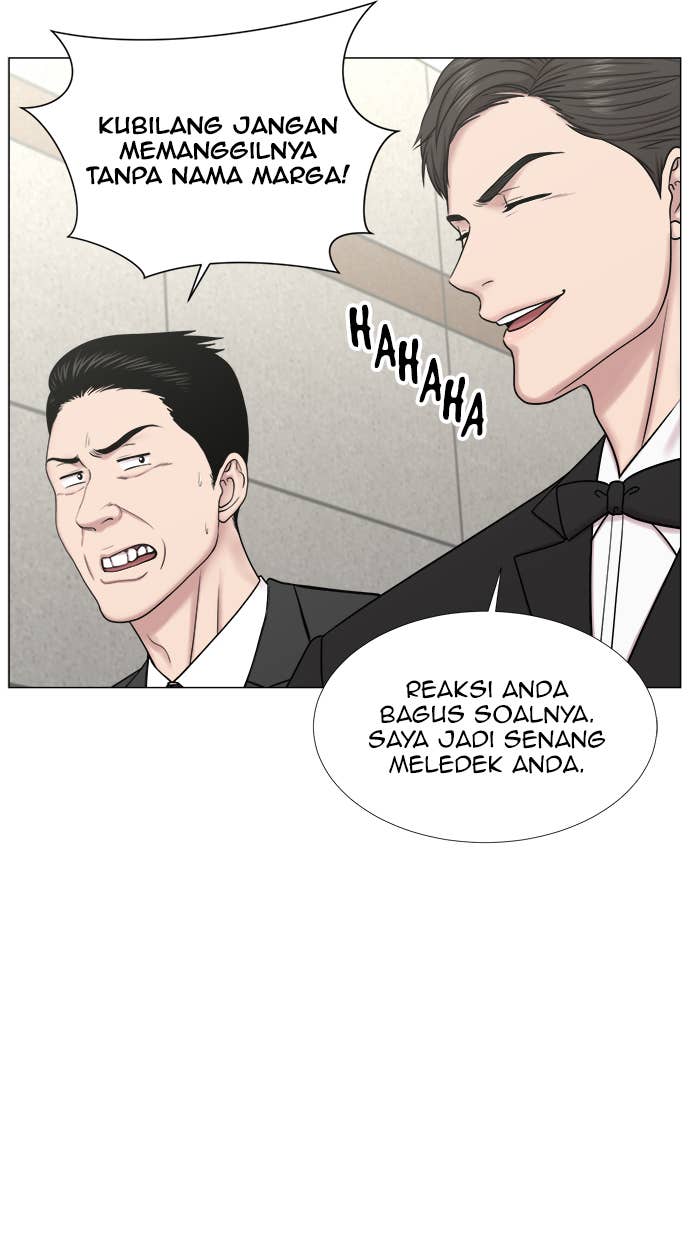 KUBILANG JANGAN
MEMANGGILNYA
TANPA NAMA MARGA!
HAHAHA
REAKSI ANDA
BAGUS SOALNYA.
SAYA JADI SENANG
MELEDEK ANDA.